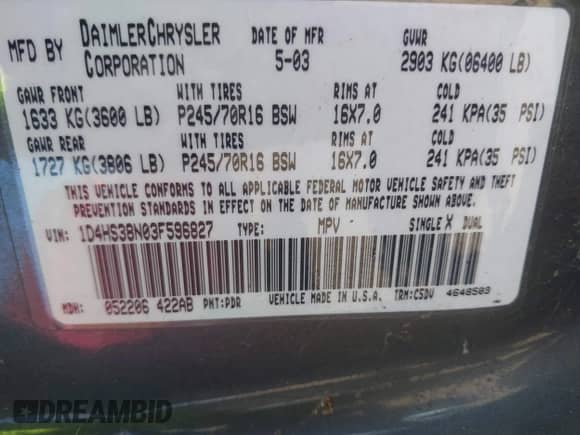 MFD BY DAIMLERCHRYSLER CORPORATION DATE OF MFR 5-03 GVWR 2903 KG(06400 LB)
GAWR FRONT WITH TIRES RIMS AT COLD
1633 KG(3600 LB) P245/70R16 BSW 16X7.0 241 KPA(35 PSI)
GAWR REAR WITH TIRES RIMS AT COLD
1727 KG(3806 LB) P245/70R16 BSW 16X7.0 241 KPA(35 PSI)
THIS VEHICLE CONFORMS TO ALL APPLICABLE FEDERAL MOTOR VEHICLE SAFETY AND THEFT
PREVENTION STANDARDS IN EFFECT ON THE DATE OF MANUFACTURE SHOWN ABOVE.
VIN: 1D4HS38N03F596827 TYPE: MPV SINGLE X DUAL
MDH: 052206 422AB PNT:PDR VEHICLE MADE IN U.S.A. TRM:C5DV 4648503
DREAMBID